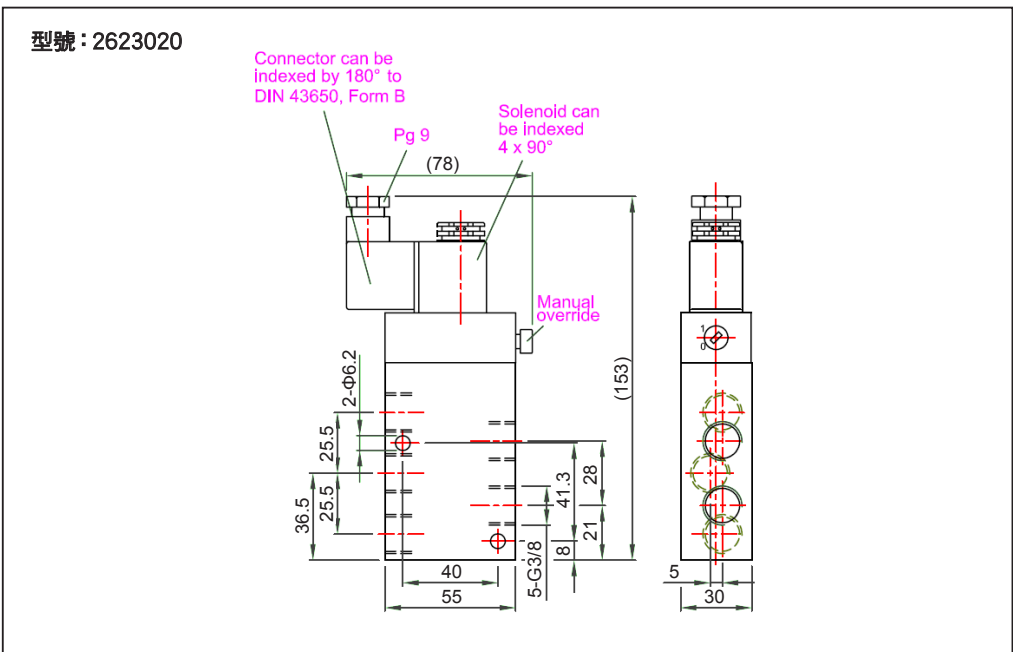 型號：2623020
Connector can be
indexed by 180° to
DIN 43650, Form B
Pg 9
Solenoid can
be indexed
4 x 90°
(78)
Manual
override
1
0
(153)
2-Φ6.2
25.5
25.5
36.5
41.3
28
21
8
5-G3/8
40
55
5
30